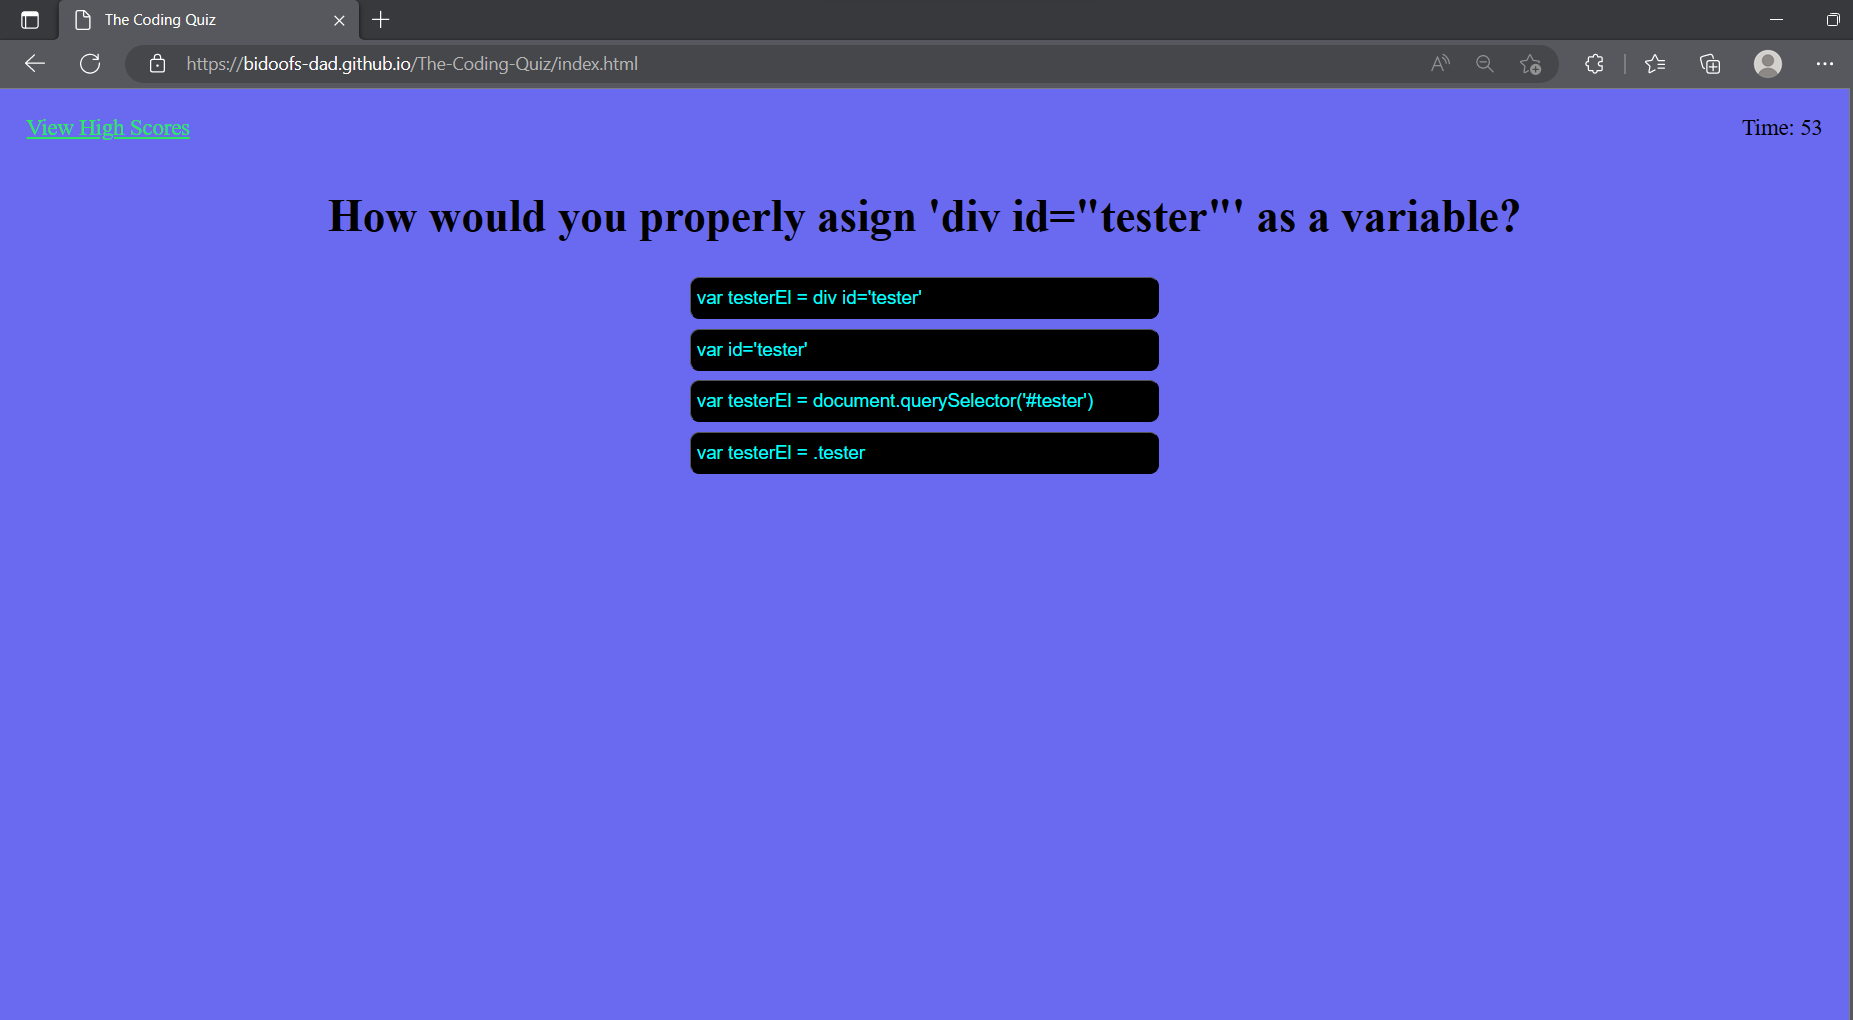 The Coding Quiz
https://bidoofs-dad.github.io/The-Coding-Quiz/index.html
View High Scores
Time: 53
How would you properly asign 'div id="tester"' as a variable?
var testerEl = div id='tester'
var id='tester'
var testerEl = document.querySelector('#tester')
var testerEl = .tester